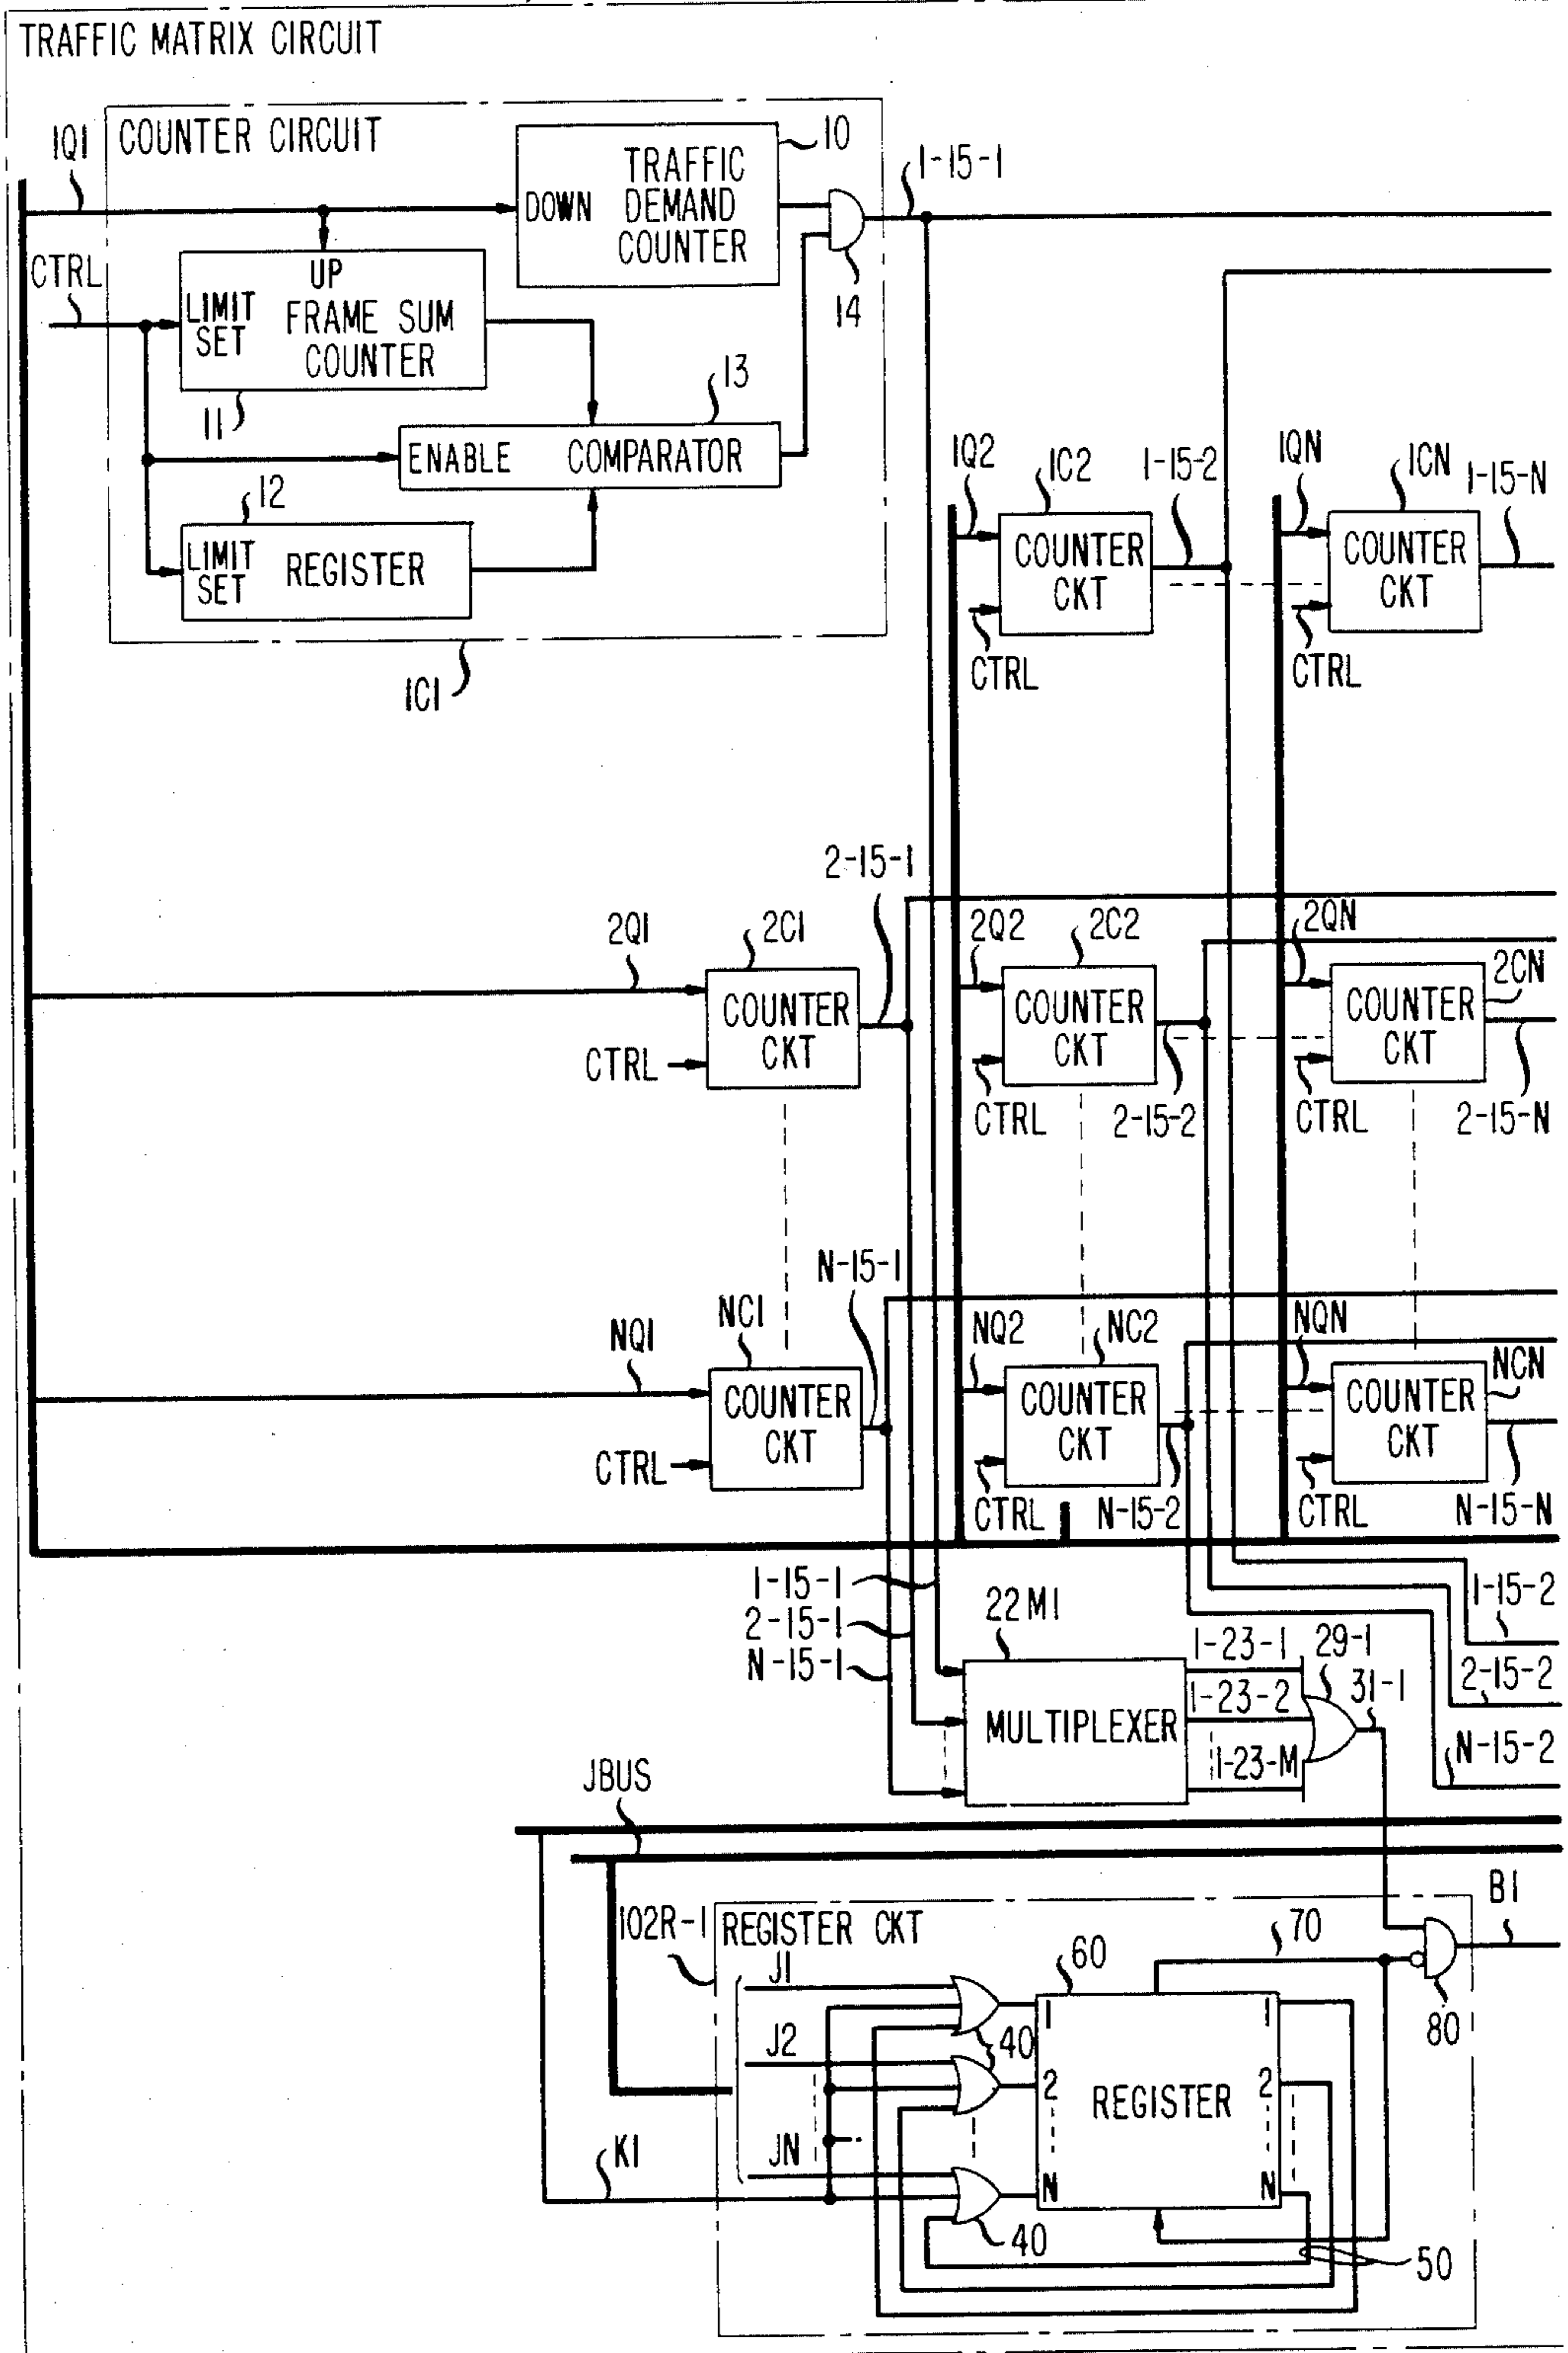 TRAFFIC MATRIX CIRCUIT
1Q1
COUNTER CIRCUIT
10
TRAFFIC
DOWN DEMAND
COUNTER
1-15-1
14
CTRL
UP
LIMIT
SET
FRAME SUM
COUNTER
11
13
ENABLE COMPARATOR
12
LIMIT
SET
REGISTER
1C1
1Q2
1C2
1-15-2
COUNTER
CKT
CTRL
1QN
1CN
1-15-N
COUNTER
CKT
CTRL
2-15-1
2Q1
2C1
COUNTER
CKT
CTRL
2Q2
2C2
COUNTER
CKT
CTRL
2-15-2
2QN
2CN
COUNTER
CKT
CTRL
2-15-N
N-15-1
NQ1
NC1
COUNTER
CKT
CTRL
NQ2
NC2
COUNTER
CKT
CTRL
N-15-2
NQN
NCN
COUNTER
CKT
CTRL
N-15-N
1-15-1
2-15-1
N-15-1
22M1
MULTIPLEXER
1-23-1
1-23-2
1-23-M
29-1
31-1
1-15-2
2-15-2
N-15-2
JBUS
102R-1
REGISTER CKT
70
B1
80
J1
J2
JN
K1
40
40
60
1
2
N
REGISTER
1
2
N
50